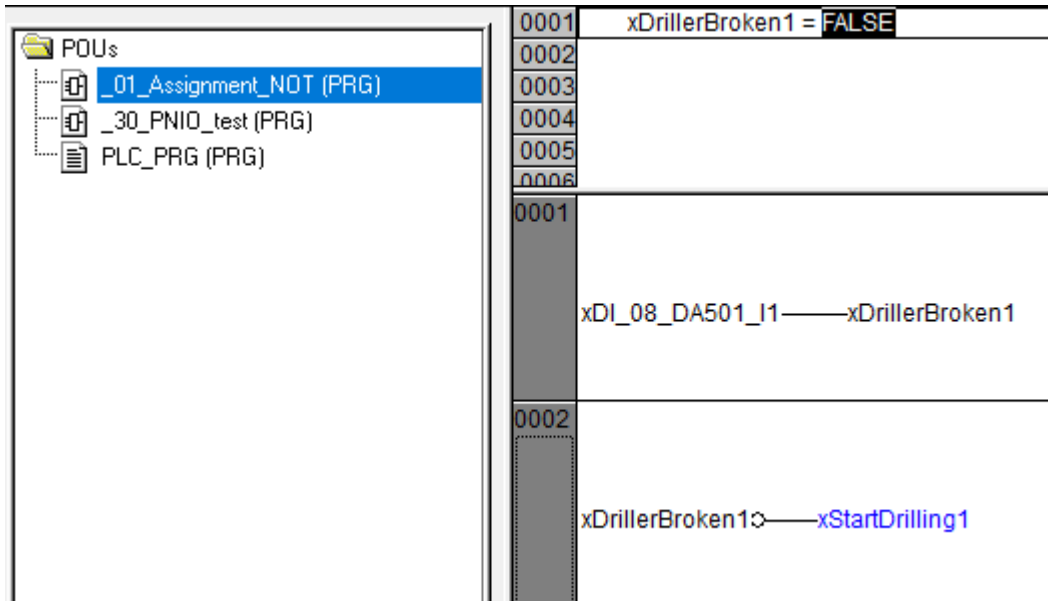 POUs
_01_Assignment_NOT (PRG)
_30_PNIO_test (PRG)
PLC_PRG (PRG)
0001 xDrillerBroken1 = FALSE
0002
0003
0004
0005
0006
0001
xDI_08_DA501_I1 xDrillerBroken1
0002
xDrillerBroken1 xStartDrilling1